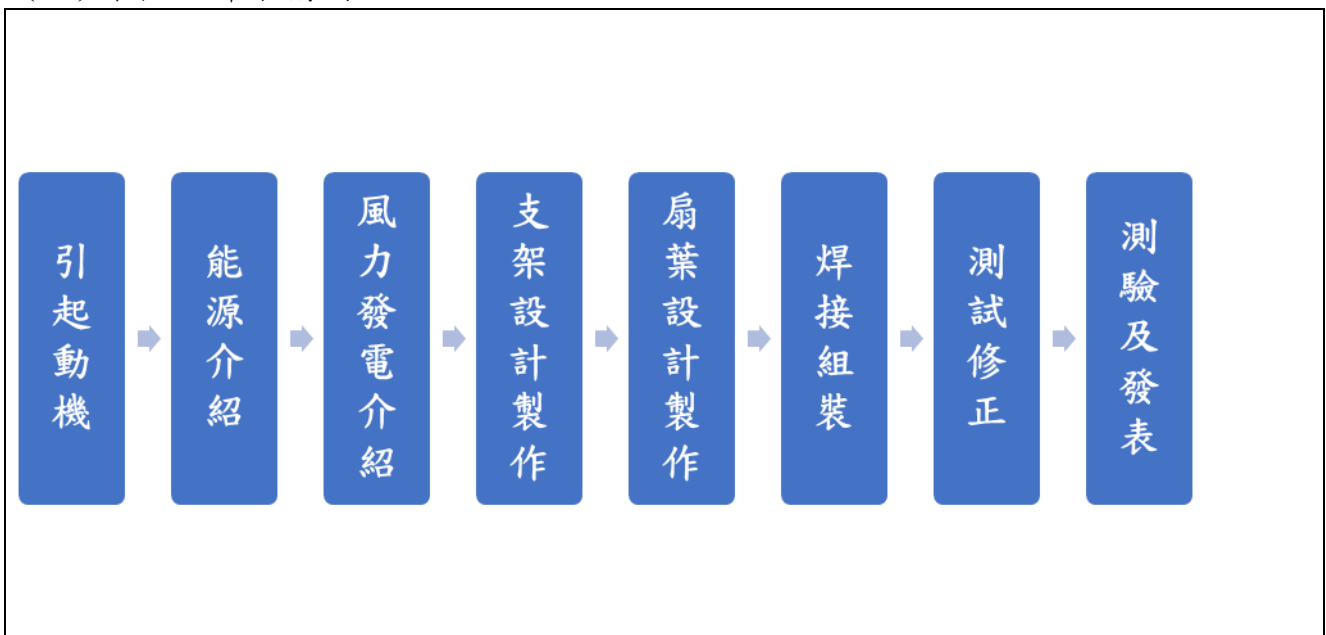 引起動機
能源介紹
風力發電介紹
支架設計製作
扇葉設計製作
焊接組裝
測試修正
測驗及發表